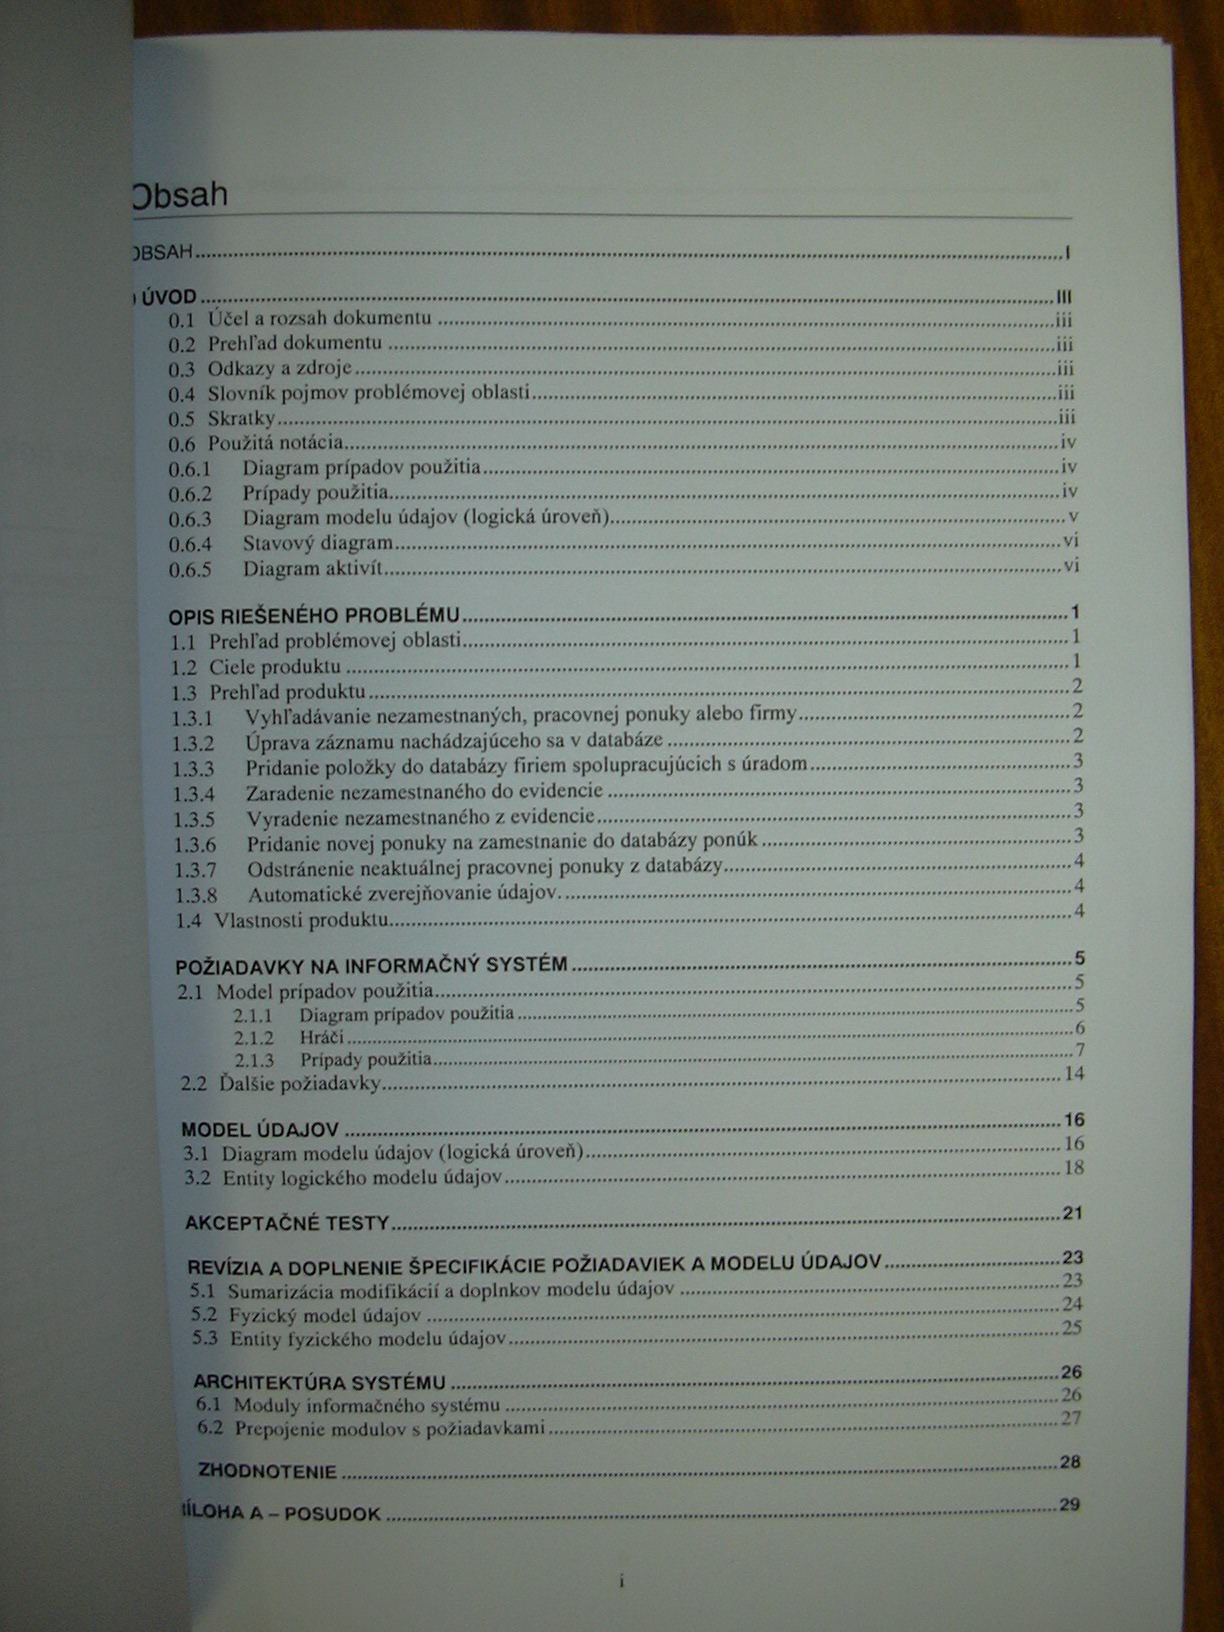 Obsah
OBSAH....................I
0 ÚVOD....................III
0.1 Účel a rozsah dokumentu....................iii
0.2 Prehľad dokumentu....................iii
0.3 Odkazy a zdroje....................iii
0.4 Slovník pojmov problémovej oblasti....................iii
0.5 Skratky....................iii
0.6 Použitá notácia....................iv
0.6.1 Diagram prípadov použitia....................iv
0.6.2 Prípady použitia....................iv
0.6.3 Diagram modelu údajov (logická úroveň)....................v
0.6.4 Stavový diagram....................vi
0.6.5 Diagram aktivít....................vi
OPIS RIEŠENÉHO PROBLÉMU....................1
1.1 Prehľad problémovej oblasti....................1
1.2 Ciele produktu....................1
1.3 Prehľad produktu....................2
1.3.1 Vyhľadávanie nezamestnaných, pracovnej ponuky alebo firmy....................2
1.3.2 Úprava záznamu nachádzajúceho sa v databáze....................2
1.3.3 Pridanie položky do databázy firiem spolupracujúcich s úradom....................3
1.3.4 Zaradenie nezamestnaného do evidencie....................3
1.3.5 Vyradenie nezamestnaného z evidencie....................3
1.3.6 Pridanie novej ponuky na zamestnanie do databázy ponúk....................3
1.3.7 Odstránenie neaktuálnej pracovnej ponuky z databázy....................4
1.3.8 Automatické zverejňovanie údajov....................4
1.4 Vlastnosti produktu....................4
POŽIADAVKY NA INFORMAČNÝ SYSTÉM....................5
2.1 Model prípadov použitia....................5
2.1.1 Diagram prípadov použitia....................5
2.1.2 Hráči....................6
2.1.3 Prípady použitia....................7
2.2 Ďalšie požiadavky....................14
MODEL ÚDAJOV....................16
3.1 Diagram modelu údajov (logická úroveň)....................16
3.2 Entity logického modelu údajov....................18
AKCEPTAČNÉ TESTY....................21
REVÍZIA A DOPLNENIE ŠPECIFIKÁCIE POŽIADAVIEK A MODELU ÚDAJOV....................23
5.1 Sumarizácia modifikácií a doplnkov modelu údajov....................23
5.2 Fyzický model údajov....................24
5.3 Entity fyzického modelu údajov....................25
ARCHITEKTÚRA SYSTÉMU....................26
6.1 Moduly informačného systému....................26
6.2 Prepojenie modulov s požiadavkami....................27
ZHODNOTENIE....................28
ÍLOHA A – POSUDOK....................29
i